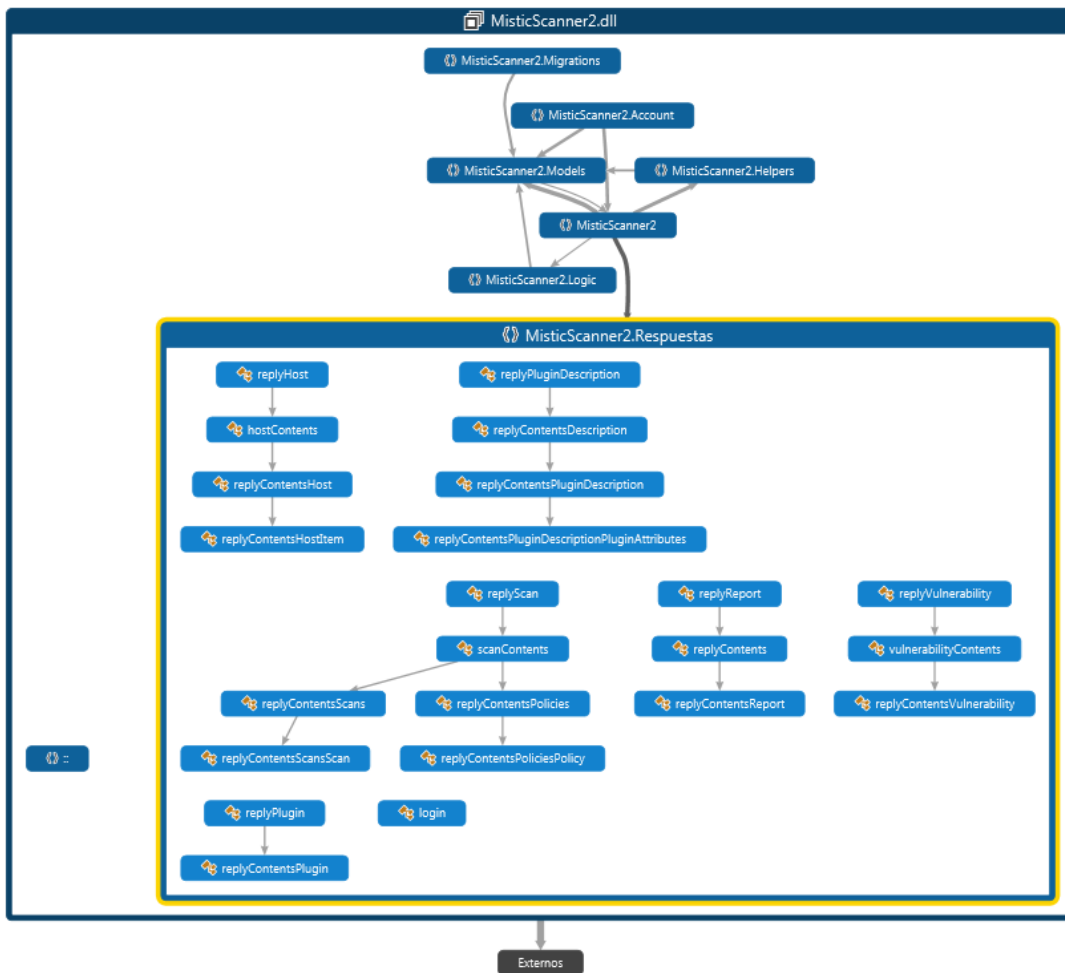 MisticScanner2.dll
MisticScanner2.Migrations
MisticScanner2.Account
MisticScanner2.Models
MisticScanner2.Helpers
MisticScanner2
MisticScanner2.Logic
MisticScanner2.Respuestas
replyHost
replyPluginDescription
hostContents
replyContentsDescription
replyContentsHost
replyContentsPluginDescription
replyContentsHostItem
replyContentsPluginDescriptionPluginAttributes
replyScan
replyReport
replyVulnerability
scanContents
replyContents
vulnerabilityContents
replyContentsScans
replyContentsPolicies
replyContentsReport
replyContentsVulnerability
::
replyContentsScansScan
replyContentsPoliciesPolicy
replyPlugin
login
replyContentsPlugin
Externos